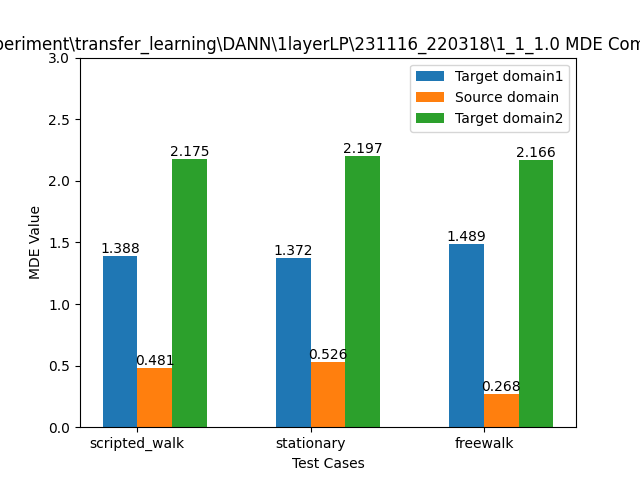 periment\transfer_learning\DANN\1layerLP\231116_220318\1_1_1.0 MDE Com
Target domain1
Source domain
Target domain2
3.0
2.5
2.0
1.5
1.0
0.5
0.0
MDE Value
1.388
0.481
2.175
1.372
0.526
2.197
1.489
0.268
2.166
scripted_walk
stationary
freewalk
Test Cases